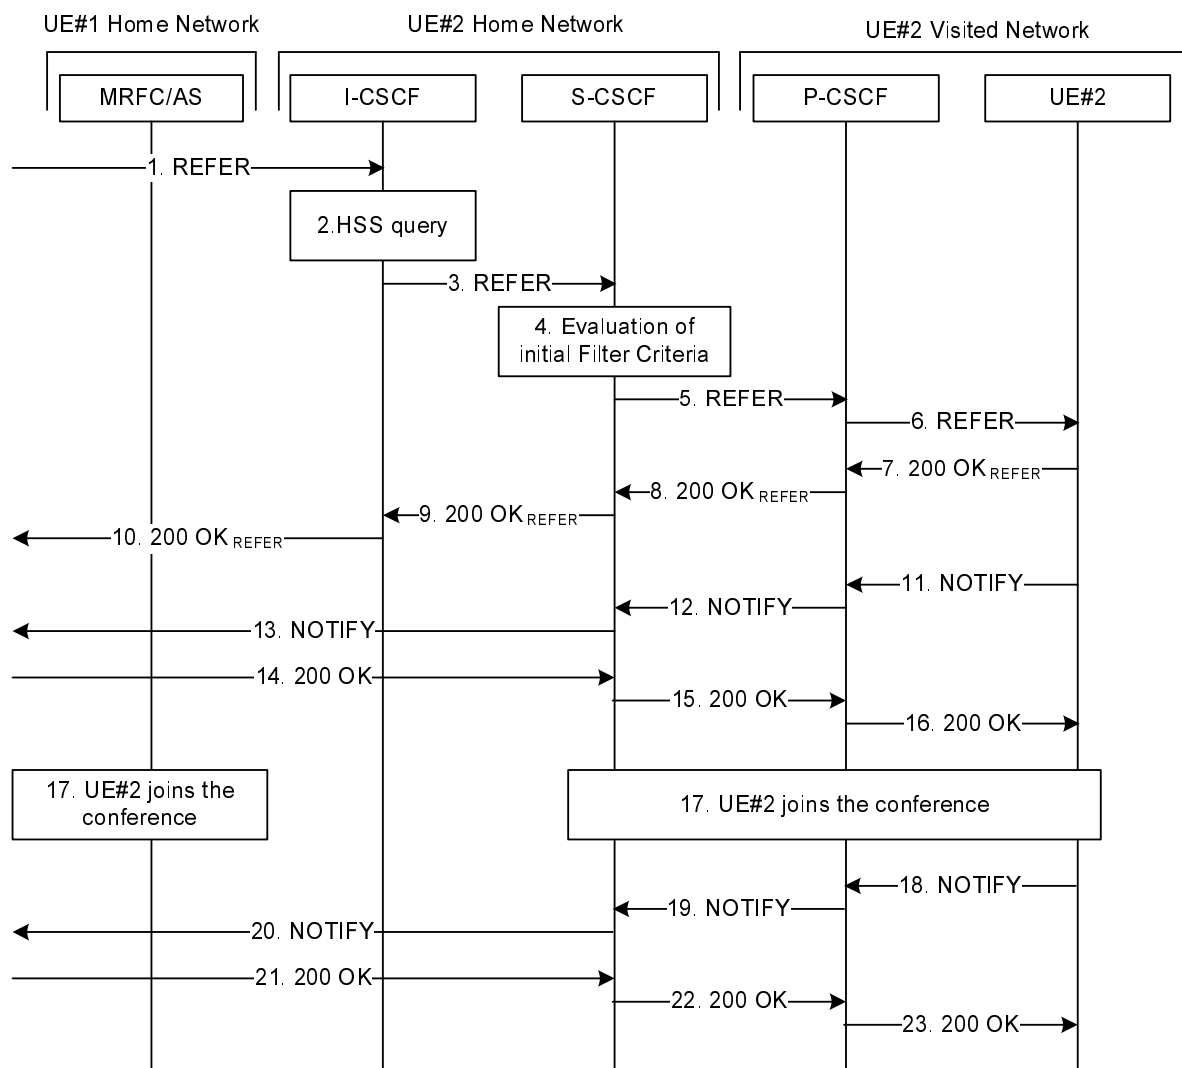 UE#1 Home Network
UE#2 Home Network
UE#2 Visited Network
MRFC/AS
I-CSCF
S-CSCF
P-CSCF
UE#2
1. REFER
2.HSS query
3. REFER
4. Evaluation of
initial Filter Criteria
5. REFER
6. REFER
7. 200 OK REFER
8. 200 OK REFER
9. 200 OK REFER
10. 200 OK REFER
11. NOTIFY
12. NOTIFY
13. NOTIFY
14. 200 OK
15. 200 OK
16. 200 OK
17. UE#2 joins the
conference
17. UE#2 joins the conference
18. NOTIFY
19. NOTIFY
20. NOTIFY
21. 200 OK
22. 200 OK
23. 200 OK